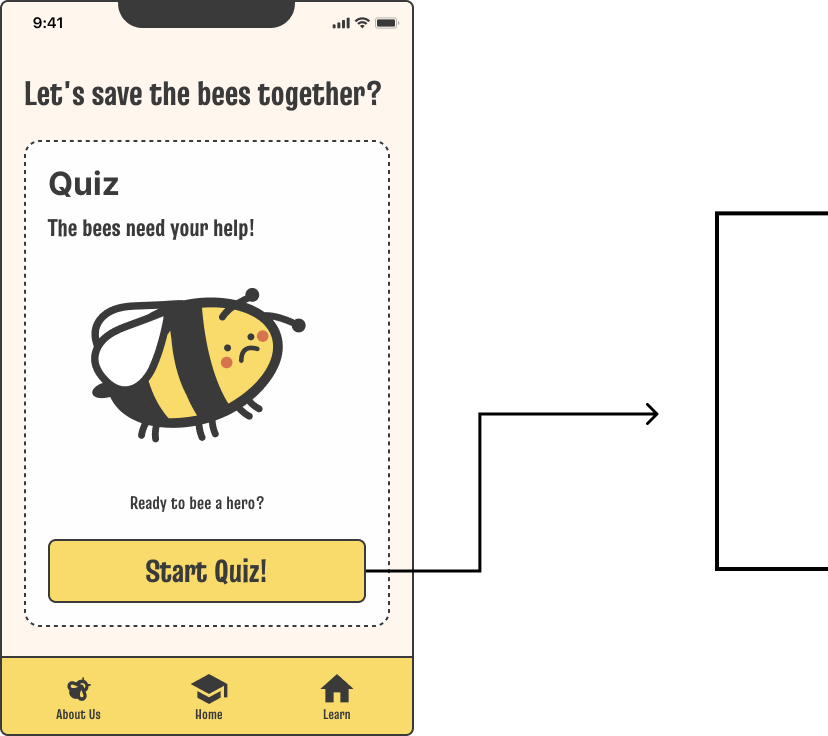 9:41
Let's save the bees together?
Quiz
The bees need your help!
Ready to bee a hero?
Start Quiz!
About Us
Home
Learn